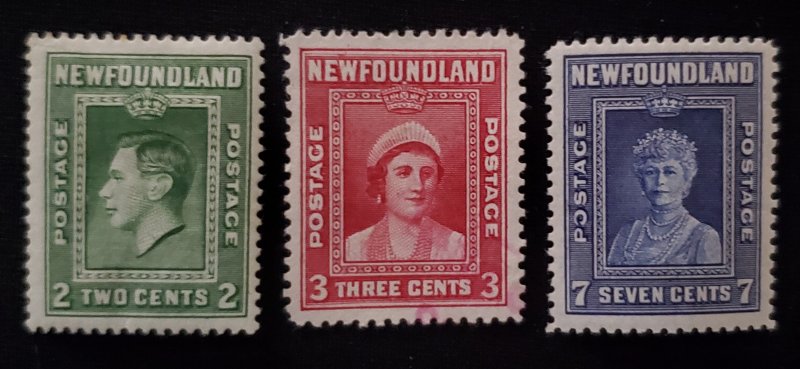 NEWFOUNDLAND
POSTAGE
POSTAGE
2 TWO CENTS 2
NEWFOUNDLAND
POSTAGE
POSTAGE
3 THREE CENTS 3
NEWFOUNDLAND
POSTAGE
POSTAGE
7 SEVEN CENTS 7